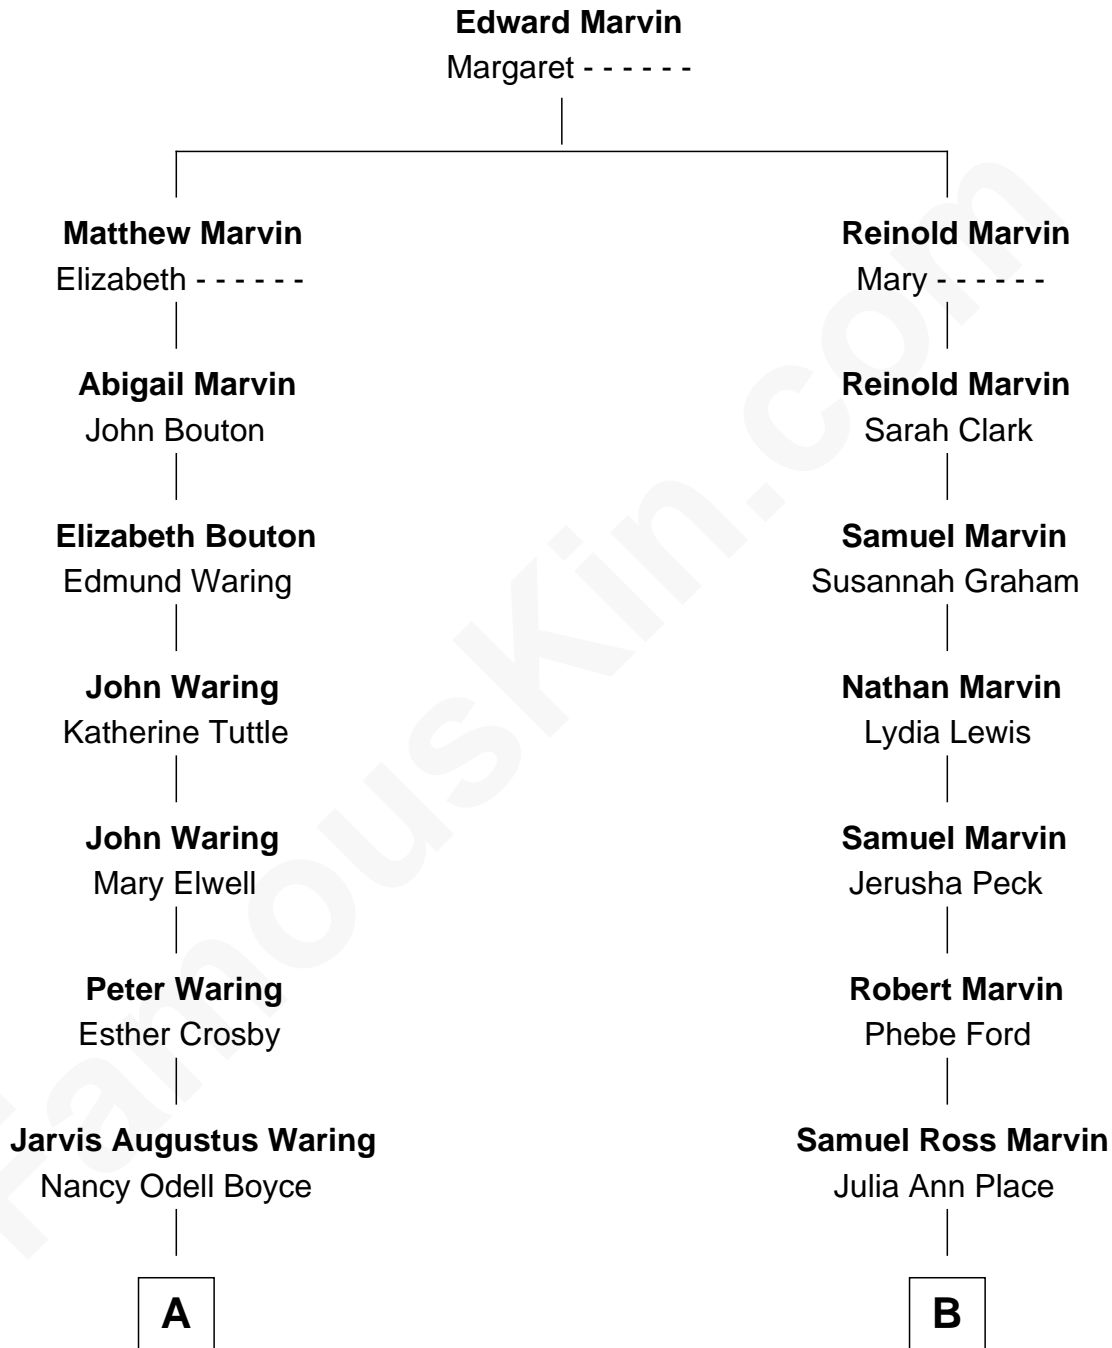 Edward Marvin
Margaret - - - - - -
Matthew Marvin
Elizabeth - - - - - -
Reinold Marvin
Mary - - - - - -
Abigail Marvin
John Bouton
Reinold Marvin
Sarah Clark
Elizabeth Bouton
Edmund Waring
Samuel Marvin
Susannah Graham
John Waring
Katherine Tuttle
Nathan Marvin
Lydia Lewis
John Waring
Mary Elwell
Samuel Marvin
Jerusha Peck
Peter Waring
Esther Crosby
Robert Marvin
Phebe Ford
Jarvis Augustus Waring
Nancy Odell Boyce
Samuel Ross Marvin
Julia Ann Place
A
B
FamousKin.com